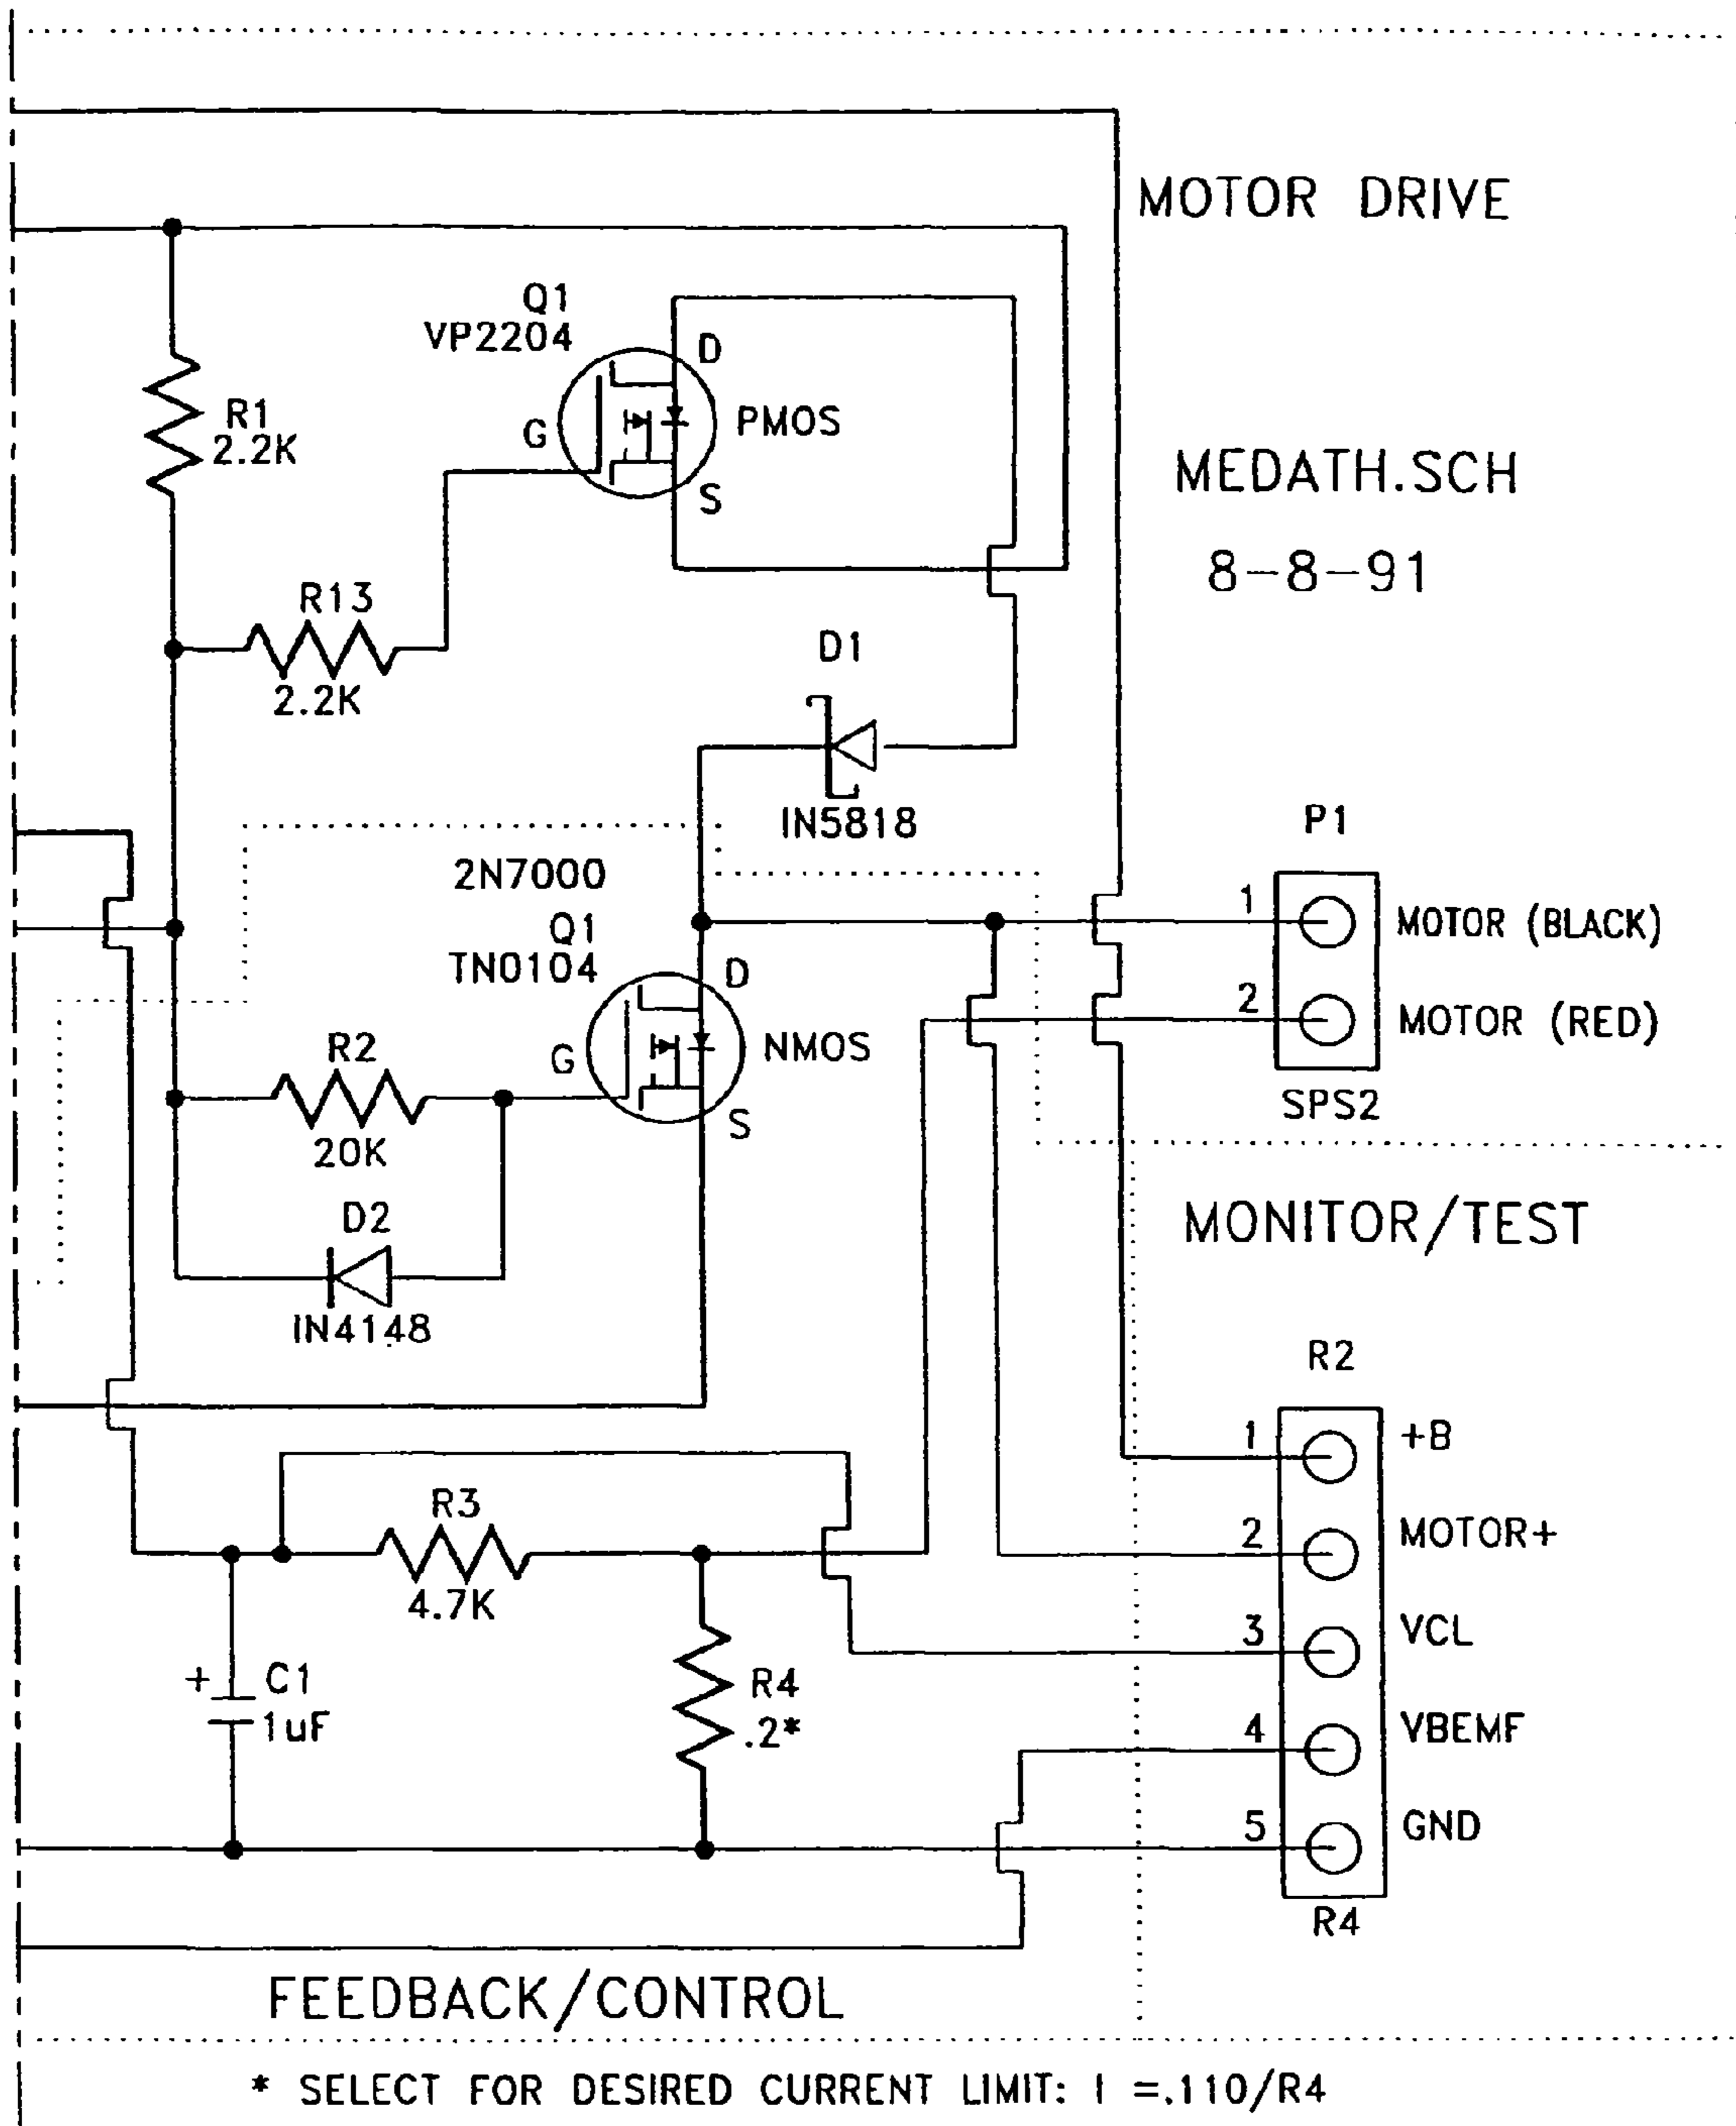 MOTOR DRIVE
Q1
VP2204
D
G
PMOS
S
R1
2.2K
MEDATH.SCH
8-8-91
R13
2.2K
D1
IN5818
P1
2N7000
Q1
TN0104
D
G
NMOS
S
1
MOTOR (BLACK)
2
MOTOR (RED)
SPS2
R2
20K
D2
IN4148
MONITOR/TEST
R2
1
+B
2
MOTOR+
3
VCL
4
VBEMF
5
GND
R4
R3
4.7K
+
C1
1uF
R4
.2*
FEEDBACK/CONTROL
* SELECT FOR DESIRED CURRENT LIMIT: I =.110/R4